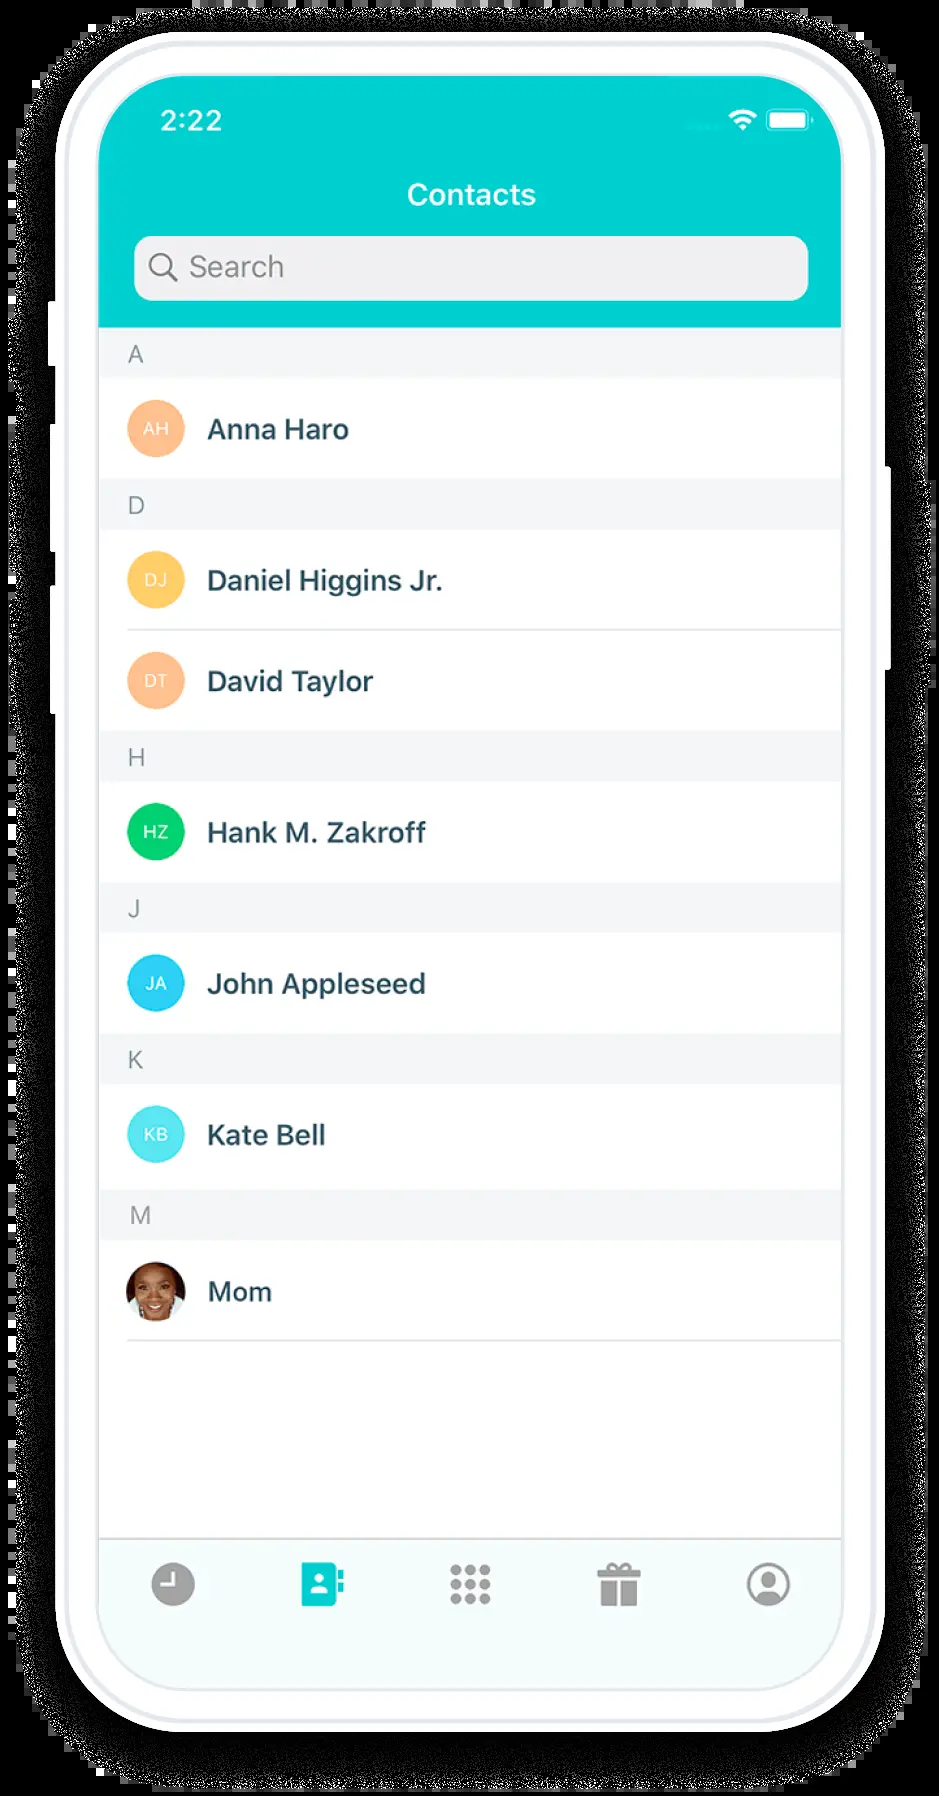 2:22
Contacts
Search
A
AH Anna Haro
D
DJ Daniel Higgins Jr.
DT David Taylor
H
HZ Hank M. Zakroff
J
JA John Appleseed
K
KB Kate Bell
M
Mom